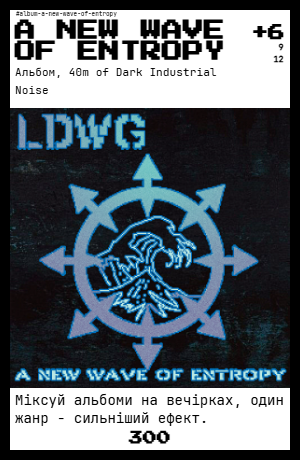 #album-a-new-wave-of-entropy
A NEW WAVE
OF ENTROPY
+6
9
12
Альбом, 40m of Dark Industrial
Noise
LDWG
A NEW WAVE OF ENTROPY
Міксуй альбоми на вечірках, один
жанр - сильніший ефект.
300